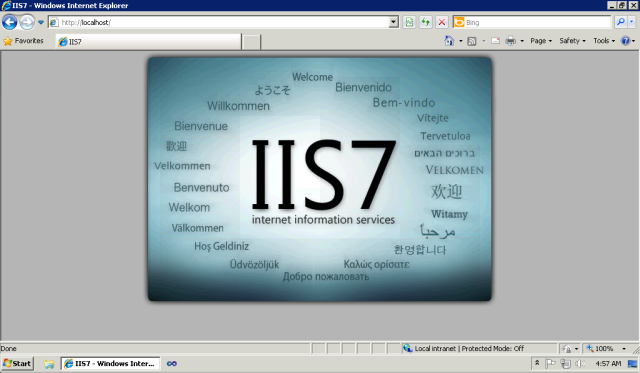 IIS7 - Windows Internet Explorer
http://localhost/
Bing
Favorites
IIS7
Page
Safety
Tools
Welcome
ようこそ
Bienvenido
Willkommen
Bem-vindo
Vítejte
Bienvenue
Tervetuloa
歡迎
ברוכים הבאים
Velkommen
VELKOMEN
Benvenuto
欢迎
IIS7
Welkom
Witamy
internet information services
Välkommen
مرحباً
Hoş Geldiniz
환영합니다
Üdvözöljük
Καλώς ορίσατε
Добро пожаловать
Done
Local intranet | Protected Mode: Off
100%
Start
IIS7 - Windows Inter...
4:57 AM